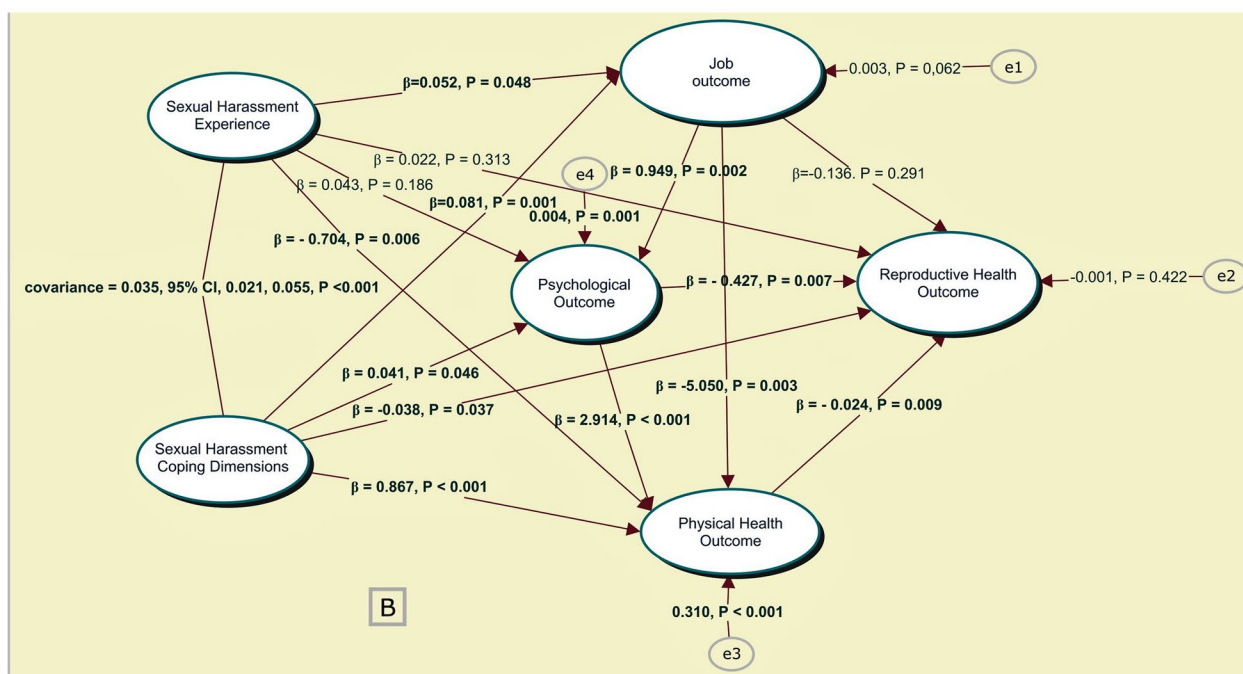 Job
outcome
0.003, P = 0,062
e1
Sexual Harassment
Experience
β=0.052, P = 0.048
β 0.022, P = 0.313
e4
β = 0.949, P = 0.002
β=-0.136. P = 0.291
β = 0.043, P = 0.186
β=0.081, P = 0.001
0.004, P = 0.001
β = - 0.704, P = 0.006
Psychological
Outcome
β = - 0.427, P = 0.007
Reproductive Health
Outcome
-0.001, P = 0.422
e2
covariance = 0.035, 95% CI, 0.021, 0.055, P <0.001
β = 0.041, P = 0.046
β = -0.038, P = 0.037
β = -5.050, P = 0.003
β = - 0.024, P = 0.009
β = 2.914, P < 0.001
Sexual Harassment
Coping Dimensions
β = 0.867, P < 0.001
Physical Health
Outcome
B
0.310, P < 0.001
e3